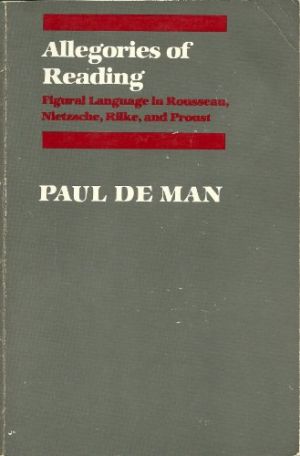 Allegories of
Reading
Figural Language in Rousseau,
Nietzsche, Rilke, and Proust
PAUL DE MAN